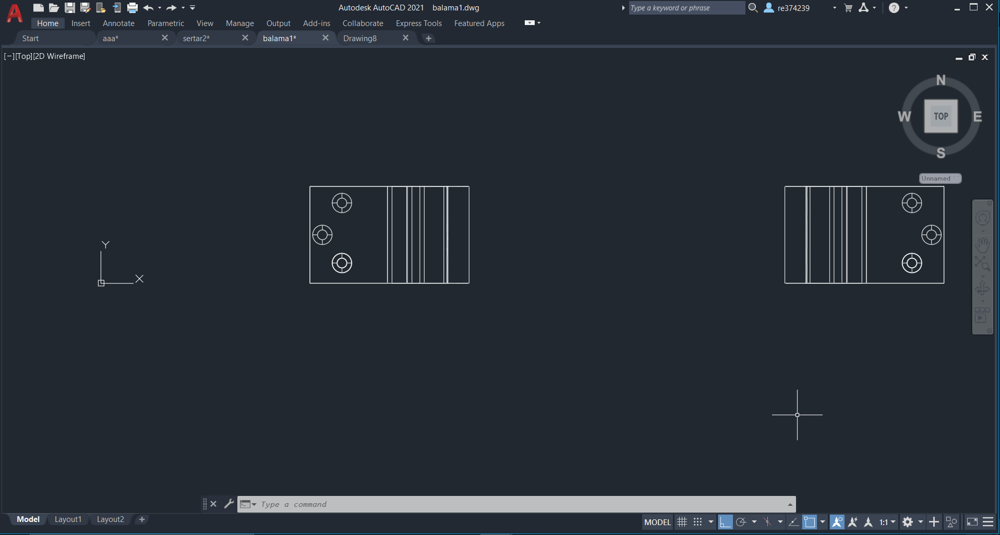 Autodesk AutoCAD 2021 balama1.dwg
Type a keyword or phrase
re374239
Home Insert Annotate Parametric View Manage Output Add-ins Collaborate Express Tools Featured Apps
Start aaa* sertar2* balama1* Drawing8
[−][Top][2D Wireframe]
N
W TOP E
S
Unnamed
Y
X
Type a command
Model Layout1 Layout2
MODEL 1:1